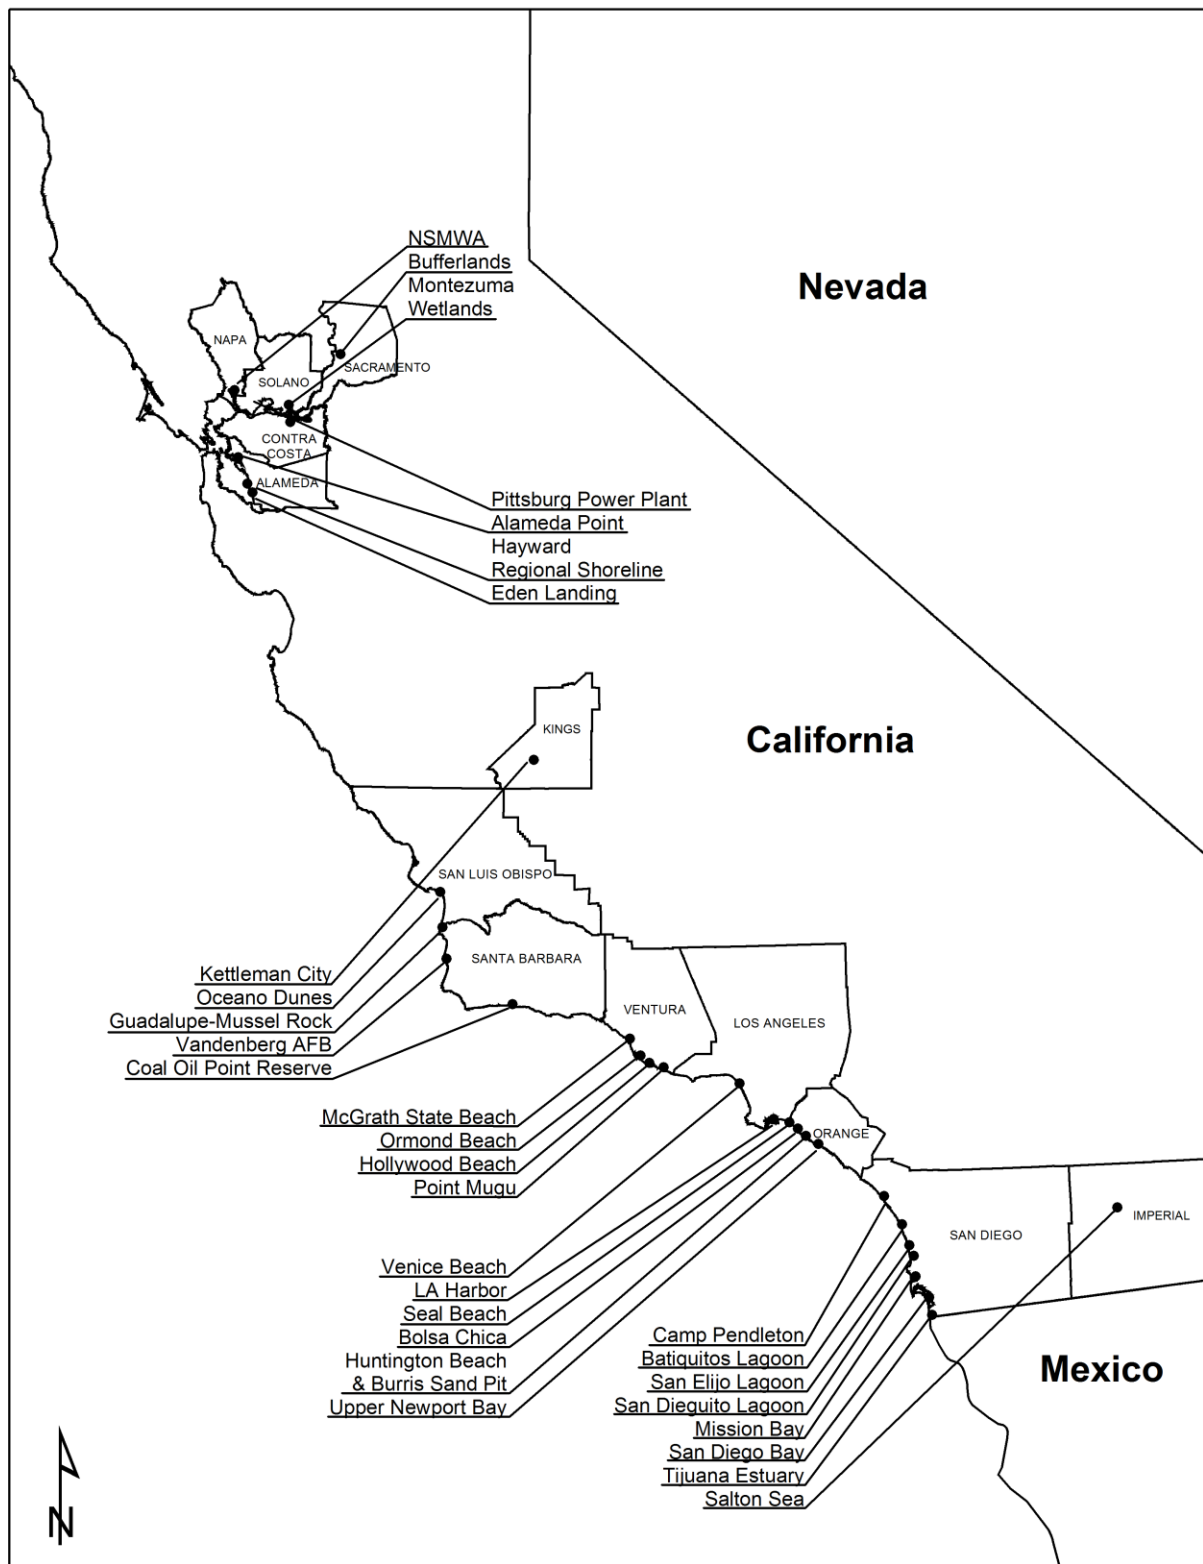 NSMWA
Bufferlands
Montezuma
Wetlands
Nevada
NAPA
SOLANO
SACRAMENTO
CONTRA
COSTA
ALAMEDA
Pittsburg Power Plant
Alameda Point
Hayward
Regional Shoreline
Eden Landing
KINGS
California
SAN LUIS OBISPO
SANTA BARBARA
Kettleman City
Oceano Dunes
Guadalupe-Mussel Rock
Vandenberg AFB
Coal Oil Point Reserve
VENTURA
LOS ANGELES
McGrath State Beach
Ormond Beach
Hollywood Beach
Point Mugu
ORANGE
SAN DIEGO
IMPERIAL
Venice Beach
LA Harbor
Seal Beach
Bolsa Chica
Huntington Beach
& Burris Sand Pit
Upper Newport Bay
Camp Pendleton
Batiquitos Lagoon
San Elijo Lagoon
San Dieguito Lagoon
Mission Bay
San Diego Bay
Tijuana Estuary
Salton Sea
Mexico
N